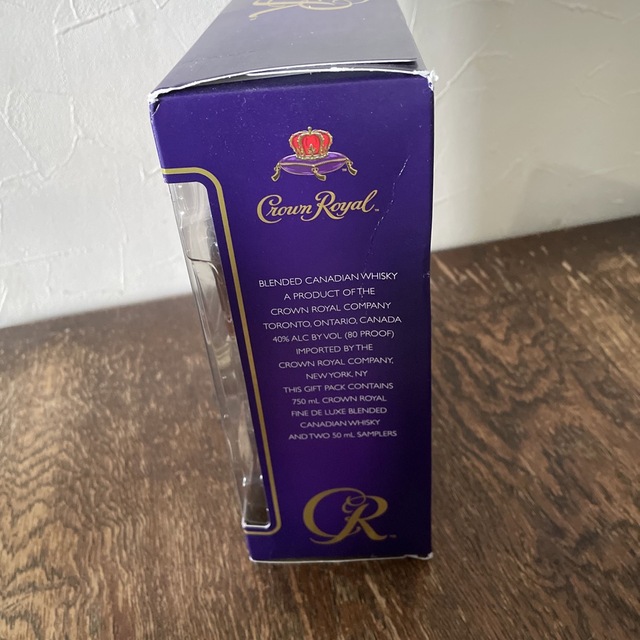 Crown Royal™
BLENDED CANADIAN WHISKY
A PRODUCT OF THE
CROWN ROYAL COMPANY
TORONTO, ONTARIO, CANADA
40% ALC BY VOL (80 PROOF)
IMPORTED BY THE
CROWN ROYAL COMPANY,
NEW YORK, NY
THIS GIFT PACK CONTAINS
750 mL CROWN ROYAL
FINE DE LUXE BLENDED
CANADIAN WHISKY
AND TWO 50 mL SAMPLERS
CR™